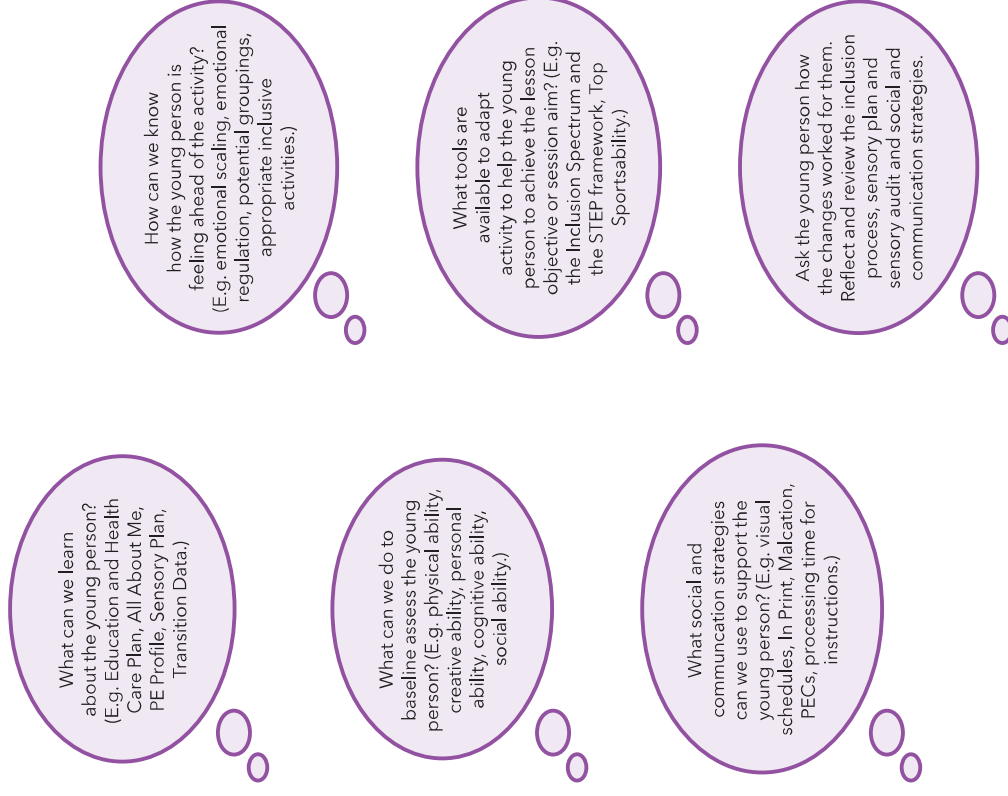 What can we learn
about the young person?
(E.g. Education and Health
Care Plan, All About Me,
PE Profile, Sensory Plan,
Transition Data.)
How can we know
how the young person is
feeling ahead of the activity?
(E.g. emotional scaling, emotional
regulation, potential groupings,
appropriate inclusive
activities.)
What can we do to
baseline assess the young
person? (E.g. physical ability,
creative ability, personal
ability, cognitive ability,
social ability.)
What tools are
available to adapt
activity to help the young
person to achieve the lesson
objective or session aim? (E.g.
the Inclusion Spectrum and
the STEP framework, Top
Sportsability.)
What social and
communcation strategies
can we use to support the
young person? (E.g. visual
schedules, In Print, Malcation,
PECs, processing time for
instructions.)
Ask the young person how
the changes worked for them.
Reflect and review the inclusion
process, sensory plan and
sensory audit and social and
communication strategies.